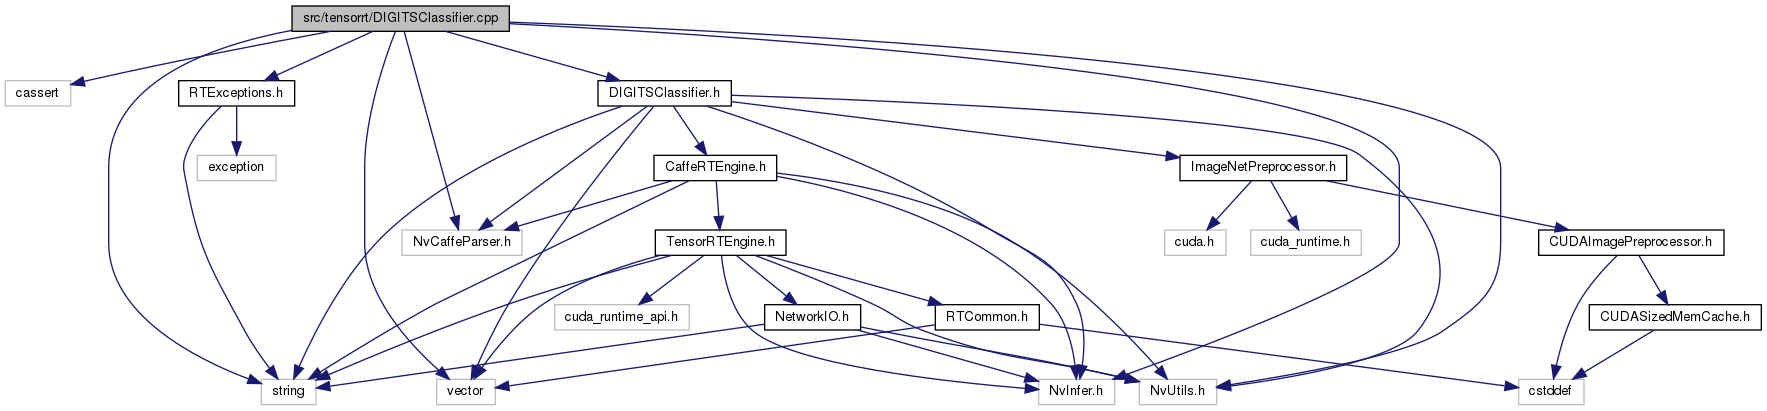 src/tensorrt/DIGITSClassifier.cpp
cassert
RTExceptions.h
DIGITSClassifier.h
exception
CaffeRTEngine.h
ImageNetPreprocessor.h
NvCaffeParser.h
TensorRTEngine.h
cuda.h
cuda_runtime.h
CUDAImagePreprocessor.h
cuda_runtime_api.h
NetworkIO.h
RTCommon.h
CUDASizedMemCache.h
string
vector
NvInfer.h
NvUtils.h
cstddef